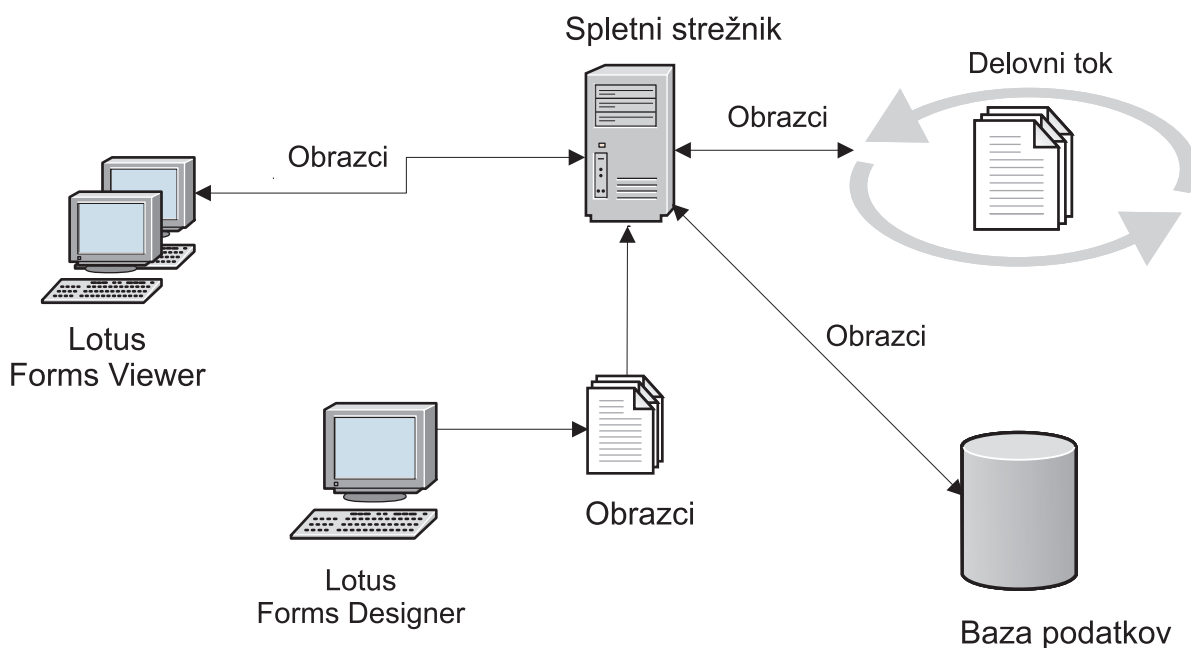 Spletni strežnik
Delovni tok
Obrazci
Obrazci
Lotus
Forms Viewer
Obrazci
Obrazci
Lotus
Forms Designer
Baza podatkov